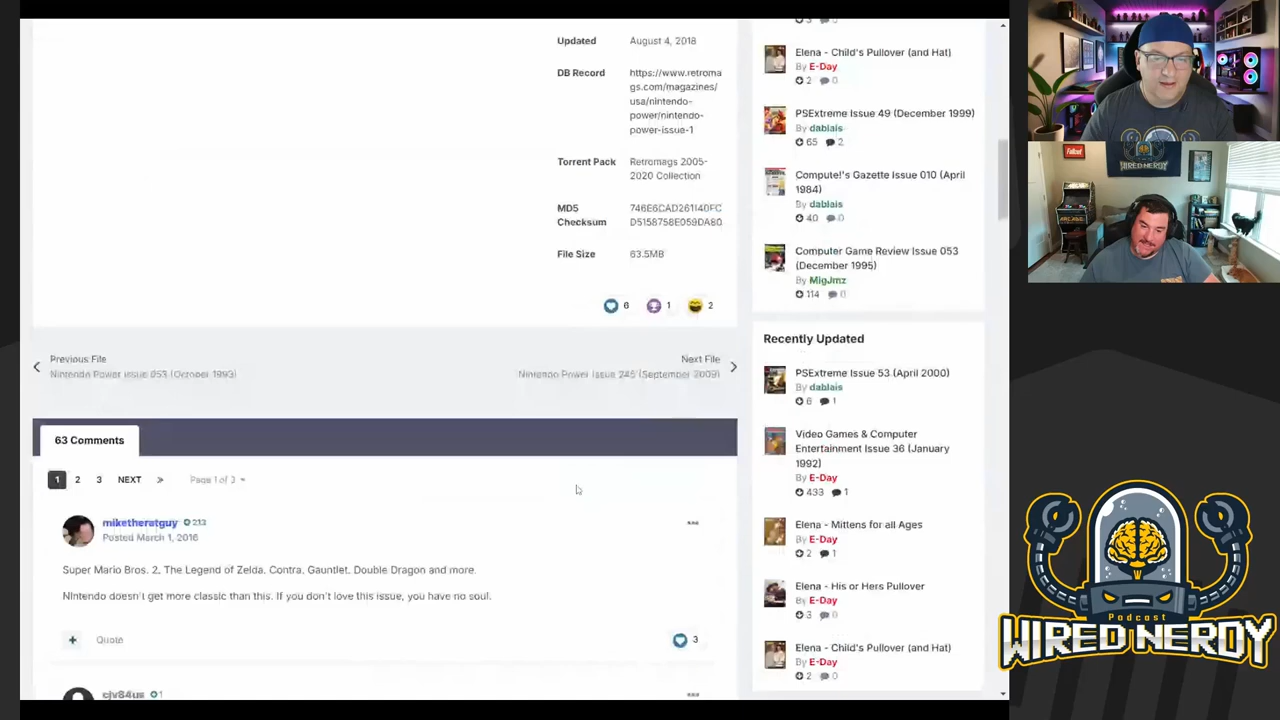 Updated
August 4, 2018
DB Record
https://www.retroma
gs.com/magazines/
usa/nintendo-
power/nintendo-
power-issue-1
Torrent Pack
Retromags 2005-
2020 Collection
MD5
Checksum
File Size
63.5MB
6
1
2
Previous File
Nintendo Power Issue 053 (October 1993)
Next File
Nintendo Power Issue 245 (September 2009)
63 Comments
1 2 3 NEXT Page 1 of 3
miketheratguy 213
Posted March 1, 2016
Super Mario Bros. 2, The Legend of Zelda, Contra, Gauntlet, Double Dragon and more.
Nintendo doesn't get more classic than this. If you don't love this issue, you have no soul.
+ Quote
3
cjv84us 1
Elena - Child's Pullover (and Hat)
By E-Day
2 0
PSExtreme Issue 49 (December 1999)
By dablais
65 2
Compute!'s Gazette Issue 010 (April
1984)
By dablais
40 0
Computer Game Review Issue 053
(December 1995)
By MigJmz
114 0
Recently Updated
PSExtreme Issue 53 (April 2000)
By dablais
6 1
Video Games & Computer
Entertainment Issue 36 (January
1992)
By E-Day
433 1
Elena - Mittens for all Ages
By E-Day
2 1
Elena - His or Hers Pullover
By E-Day
3 0
Elena - Child's Pullover (and Hat)
By E-Day
2 0
Fallout
WIRED NERDY
Podcast
WIRED NERDY